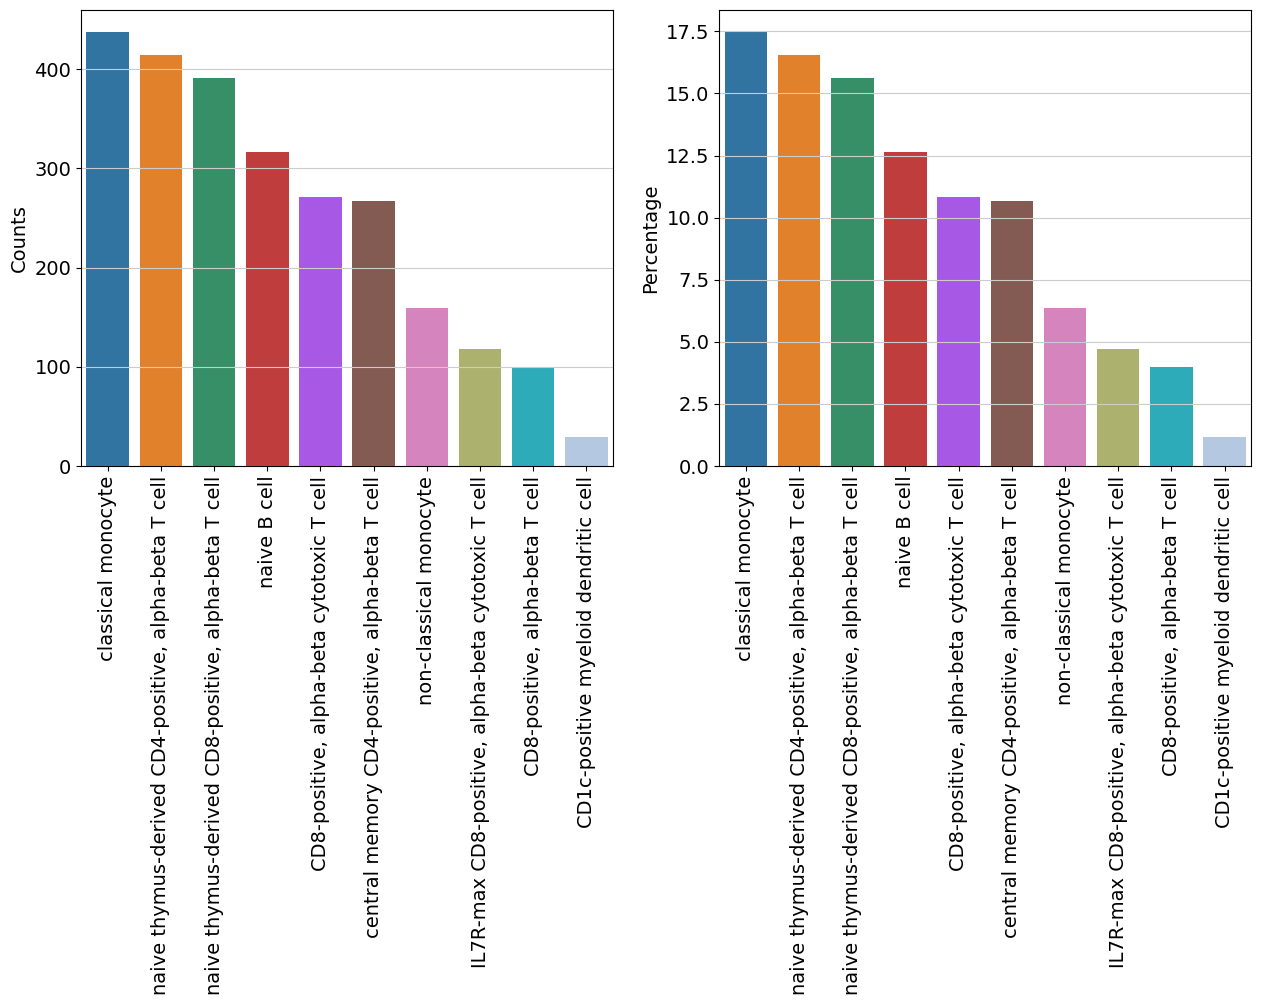 Counts
400
300
200
100
0
classical monocyte
naive thymus-derived CD4-positive, alpha-beta T cell
naive thymus-derived CD8-positive, alpha-beta T cell
naive B cell
CD8-positive, alpha-beta cytotoxic T cell
central memory CD4-positive, alpha-beta T cell
non-classical monocyte
IL7R-max CD8-positive, alpha-beta cytotoxic T cell
CD8-positive, alpha-beta T cell
CD1c-positive myeloid dendritic cell
Percentage
17.5
15.0
12.5
10.0
7.5
5.0
2.5
0.0
classical monocyte
naive thymus-derived CD4-positive, alpha-beta T cell
naive thymus-derived CD8-positive, alpha-beta T cell
naive B cell
CD8-positive, alpha-beta cytotoxic T cell
central memory CD4-positive, alpha-beta T cell
non-classical monocyte
IL7R-max CD8-positive, alpha-beta cytotoxic T cell
CD8-positive, alpha-beta T cell
CD1c-positive myeloid dendritic cell